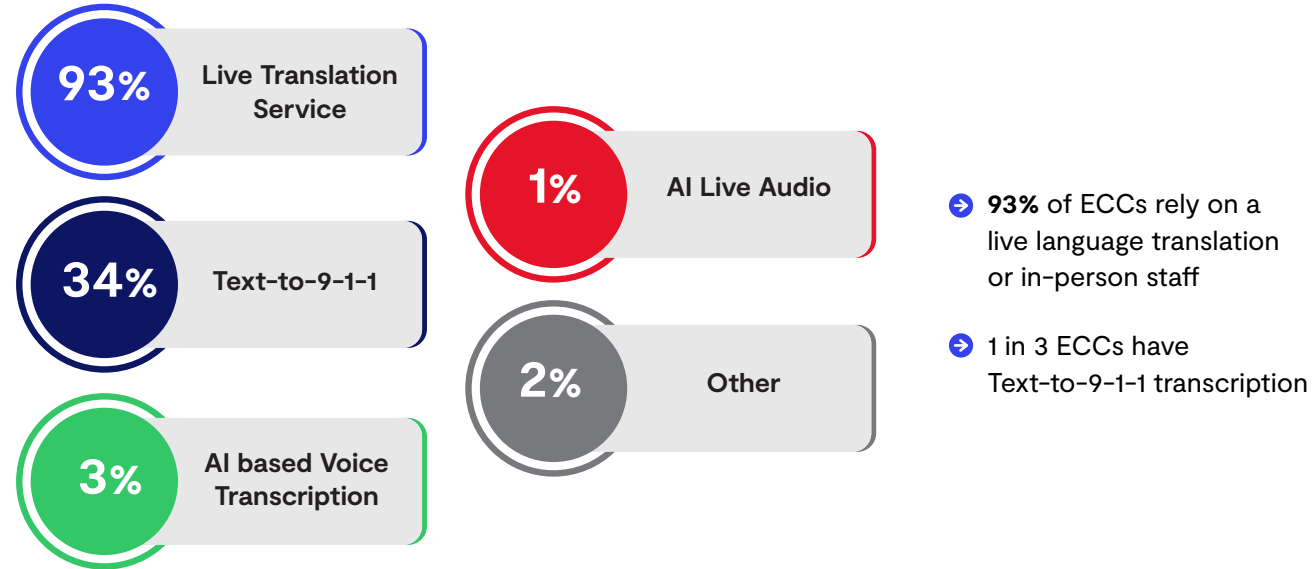 93%
Live Translation
Service
34%
Text-to-9-1-1
3%
AI based Voice
Transcription
1%
AI Live Audio
2%
Other
93% of ECCs rely on a
live language translation
or in-person staff
1 in 3 ECCs have
Text-to-9-1-1 transcription